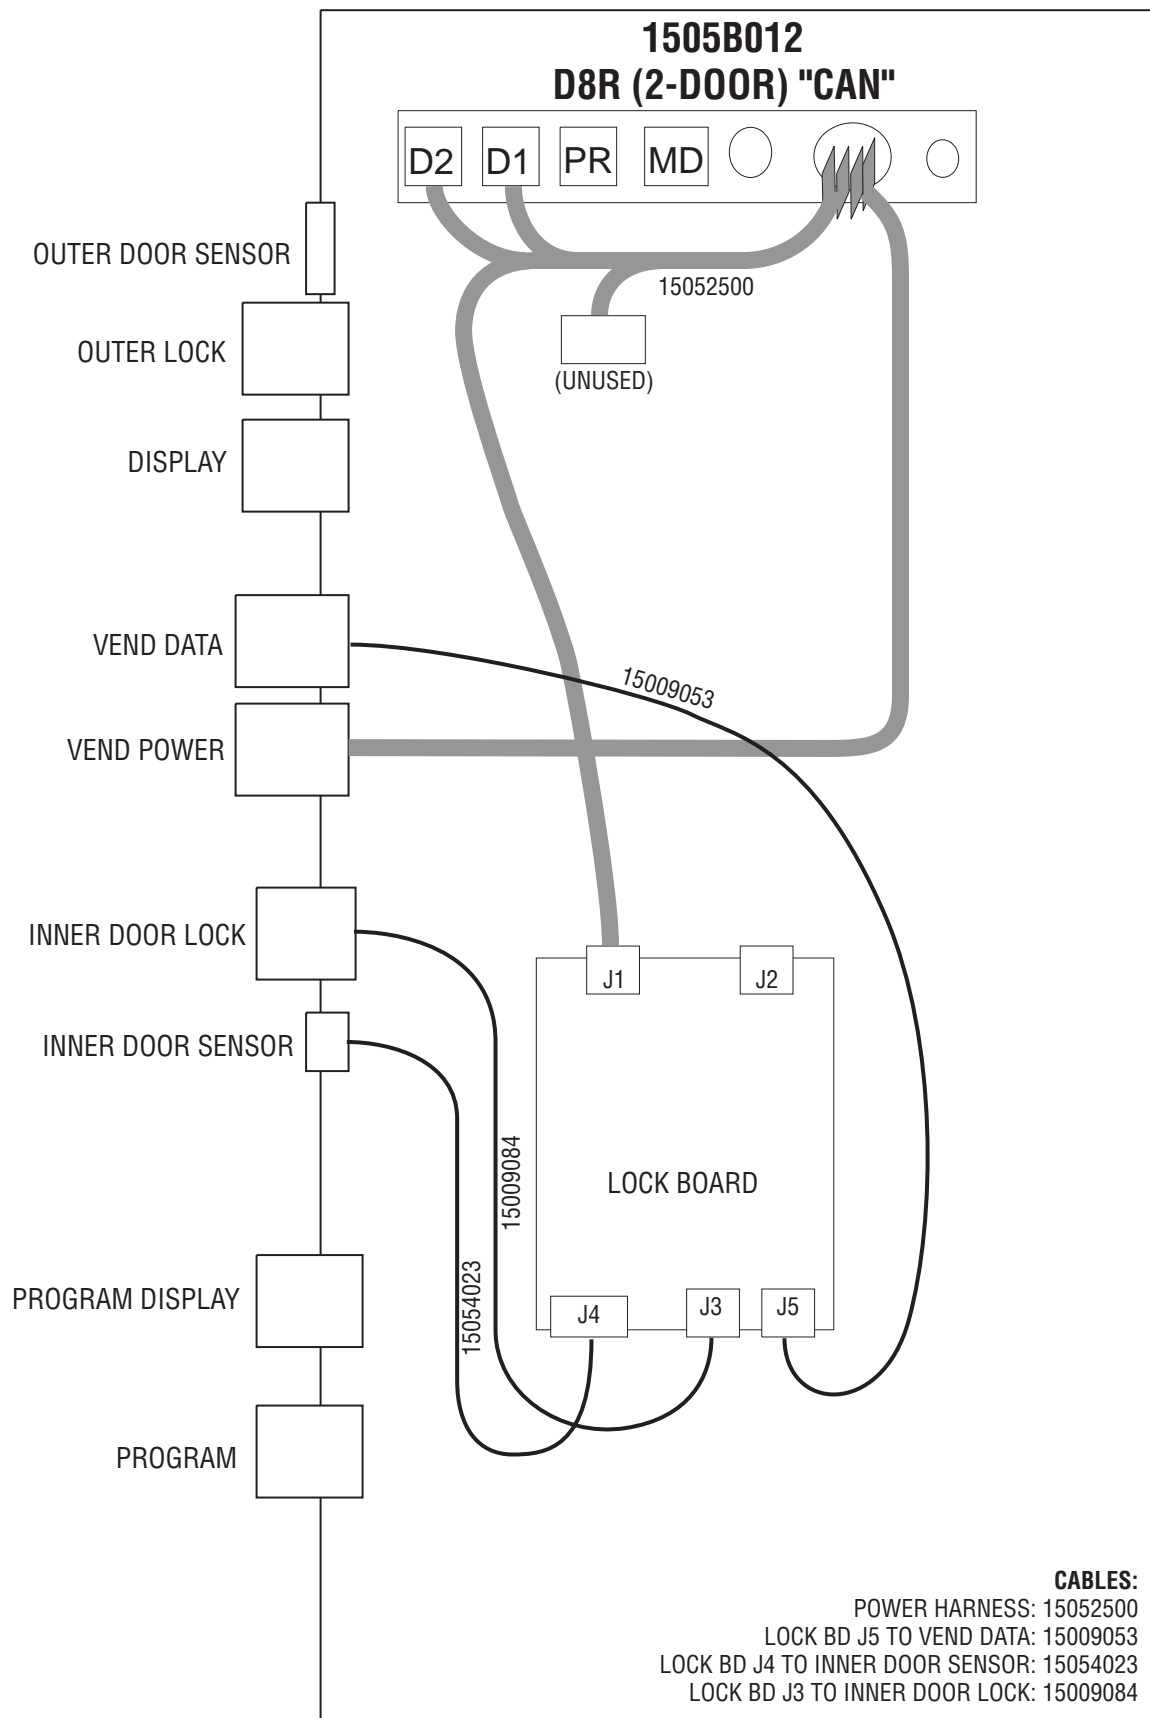 1505B012
D8R (2-DOOR) "CAN"
D2 D1 PR MD
OUTER DOOR SENSOR
15052500
OUTER LOCK
(UNUSED)
DISPLAY
VEND DATA
15009053
VEND POWER
INNER DOOR LOCK
J1 J2
INNER DOOR SENSOR
15009084
LOCK BOARD
15054023
PROGRAM DISPLAY
J4 J3 J5
PROGRAM
CABLES:
POWER HARNESS: 15052500
LOCK BD J5 TO VEND DATA: 15009053
LOCK BD J4 TO INNER DOOR SENSOR: 15054023
LOCK BD J3 TO INNER DOOR LOCK: 15009084